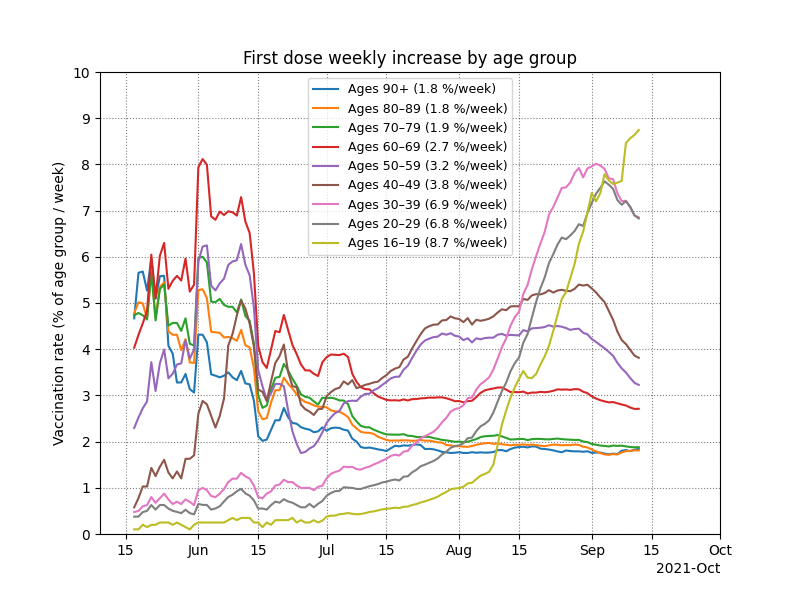 First dose weekly increase by age group
Vaccination rate (% of age group / week)
10
9
8
7
6
5
4
3
2
1
0
Ages 90+ (1.8 %/week)
Ages 80–89 (1.8 %/week)
Ages 70–79 (1.9 %/week)
Ages 60–69 (2.7 %/week)
Ages 50–59 (3.2 %/week)
Ages 40–49 (3.8 %/week)
Ages 30–39 (6.9 %/week)
Ages 20–29 (6.8 %/week)
Ages 16–19 (8.7 %/week)
15 Jun 15 Jul 15 Aug 15 Sep 15 Oct
2021-Oct